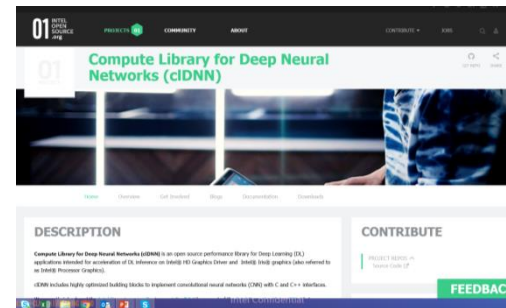 01 INTEL
OPEN
SOURCE
.org
PROJECTS
COMMUNITY
ABOUT
CONTRIBUTE
JOBS
01
Compute Library for Deep Neural
Networks (clDNN)
SHARE
Home Overview Get Involved Blogs Documentation Downloads
DESCRIPTION
Compute Library for Deep Neural Networks (clDNN) is an open source performance library for Deep Learning (DL)
applications intended for acceleration of DL inference on Intel® HD Graphics Driver and Intel® Iris® graphics (also referred to
as Intel® Processor Graphics).
clDNN includes highly optimized building blocks to implement convolutional neural networks (CNN) with C and C++ interfaces.
CONTRIBUTE
PROJECT REPOS
Source Code
FEEDBAC
Intel Confidential